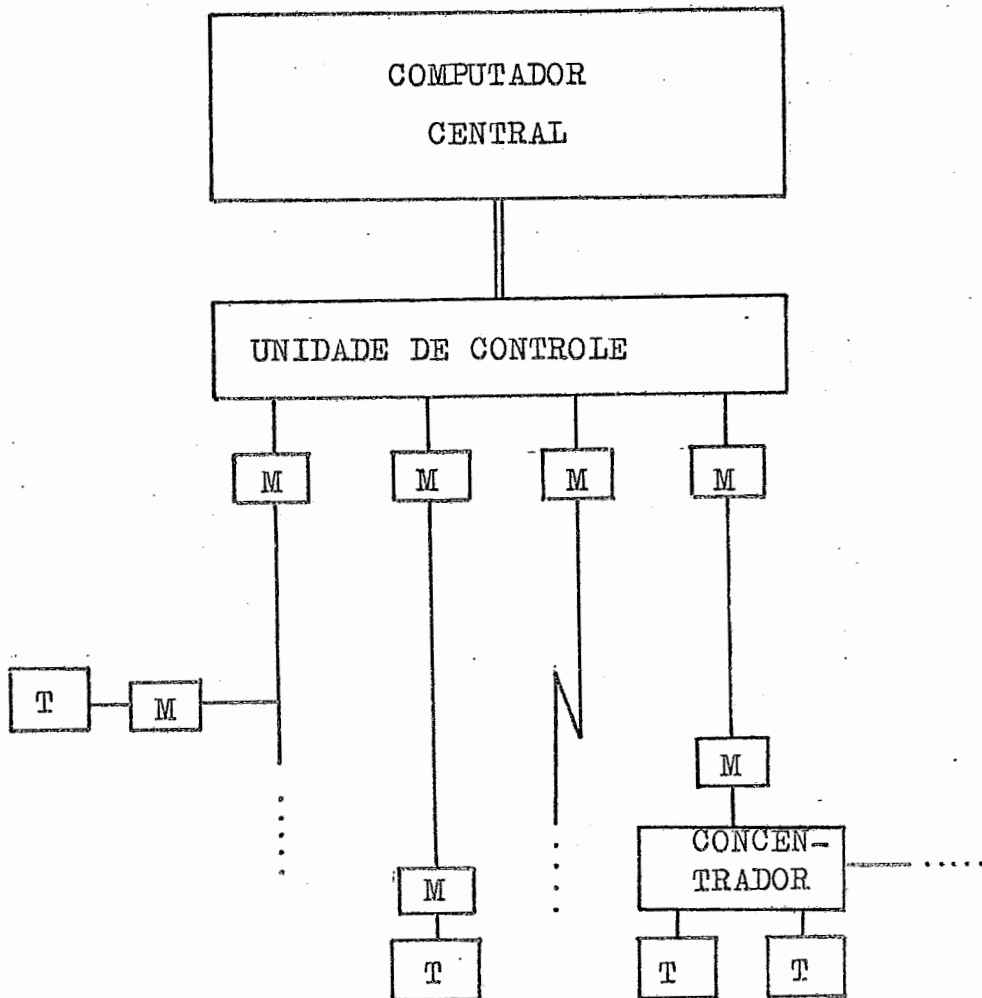 COMPUTADOR
CENTRAL
UNIDADE DE CONTROLE
M M M M
T M
M
CONCEN-
TRADOR
M
T T T